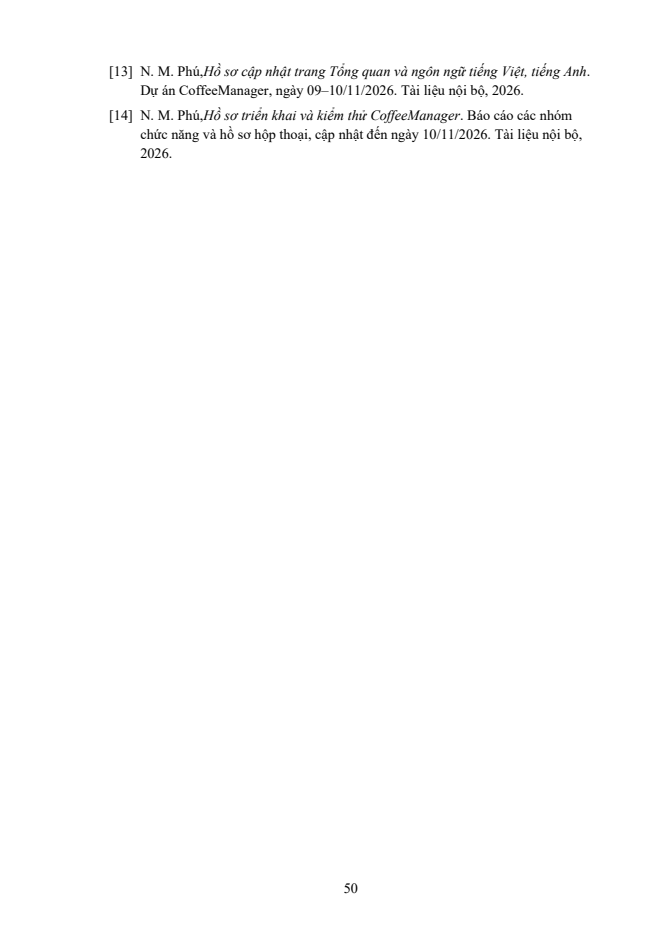 [13] N. M. Phú,Hồ sơ cập nhật trang Tổng quan và ngôn ngữ tiếng Việt, tiếng Anh.
Dự án CoffeeManager, ngày 09–10/11/2026. Tài liệu nội bộ, 2026.
[14] N. M. Phú,Hồ sơ triển khai và kiểm thử CoffeeManager. Báo cáo các nhóm
chức năng và hồ sơ hộp thoại, cập nhật đến ngày 10/11/2026. Tài liệu nội bộ,
2026.
50